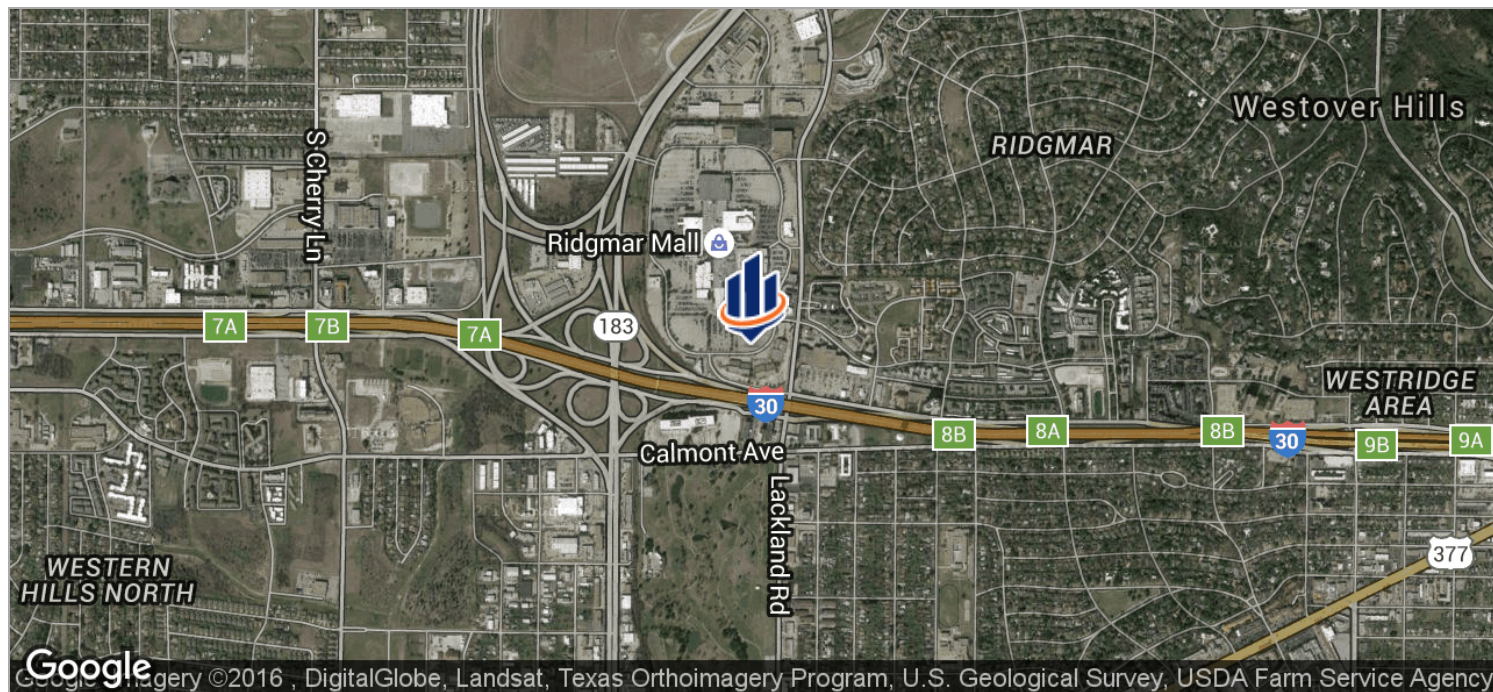 Westover Hills
RIDGMAR
S Cherry Ln
Ridgmar Mall
7A
7B
7A
183
30
WESTRIDGE
AREA
8B
8A
8B
30
9B
9A
Calmont Ave
Lackland Rd
377
WESTERN
HILLS NORTH
Google
Google Imagery ©2016 , DigitalGlobe, Landsat, Texas Orthoimagery Program, U.S. Geological Survey, USDA Farm Service Agency